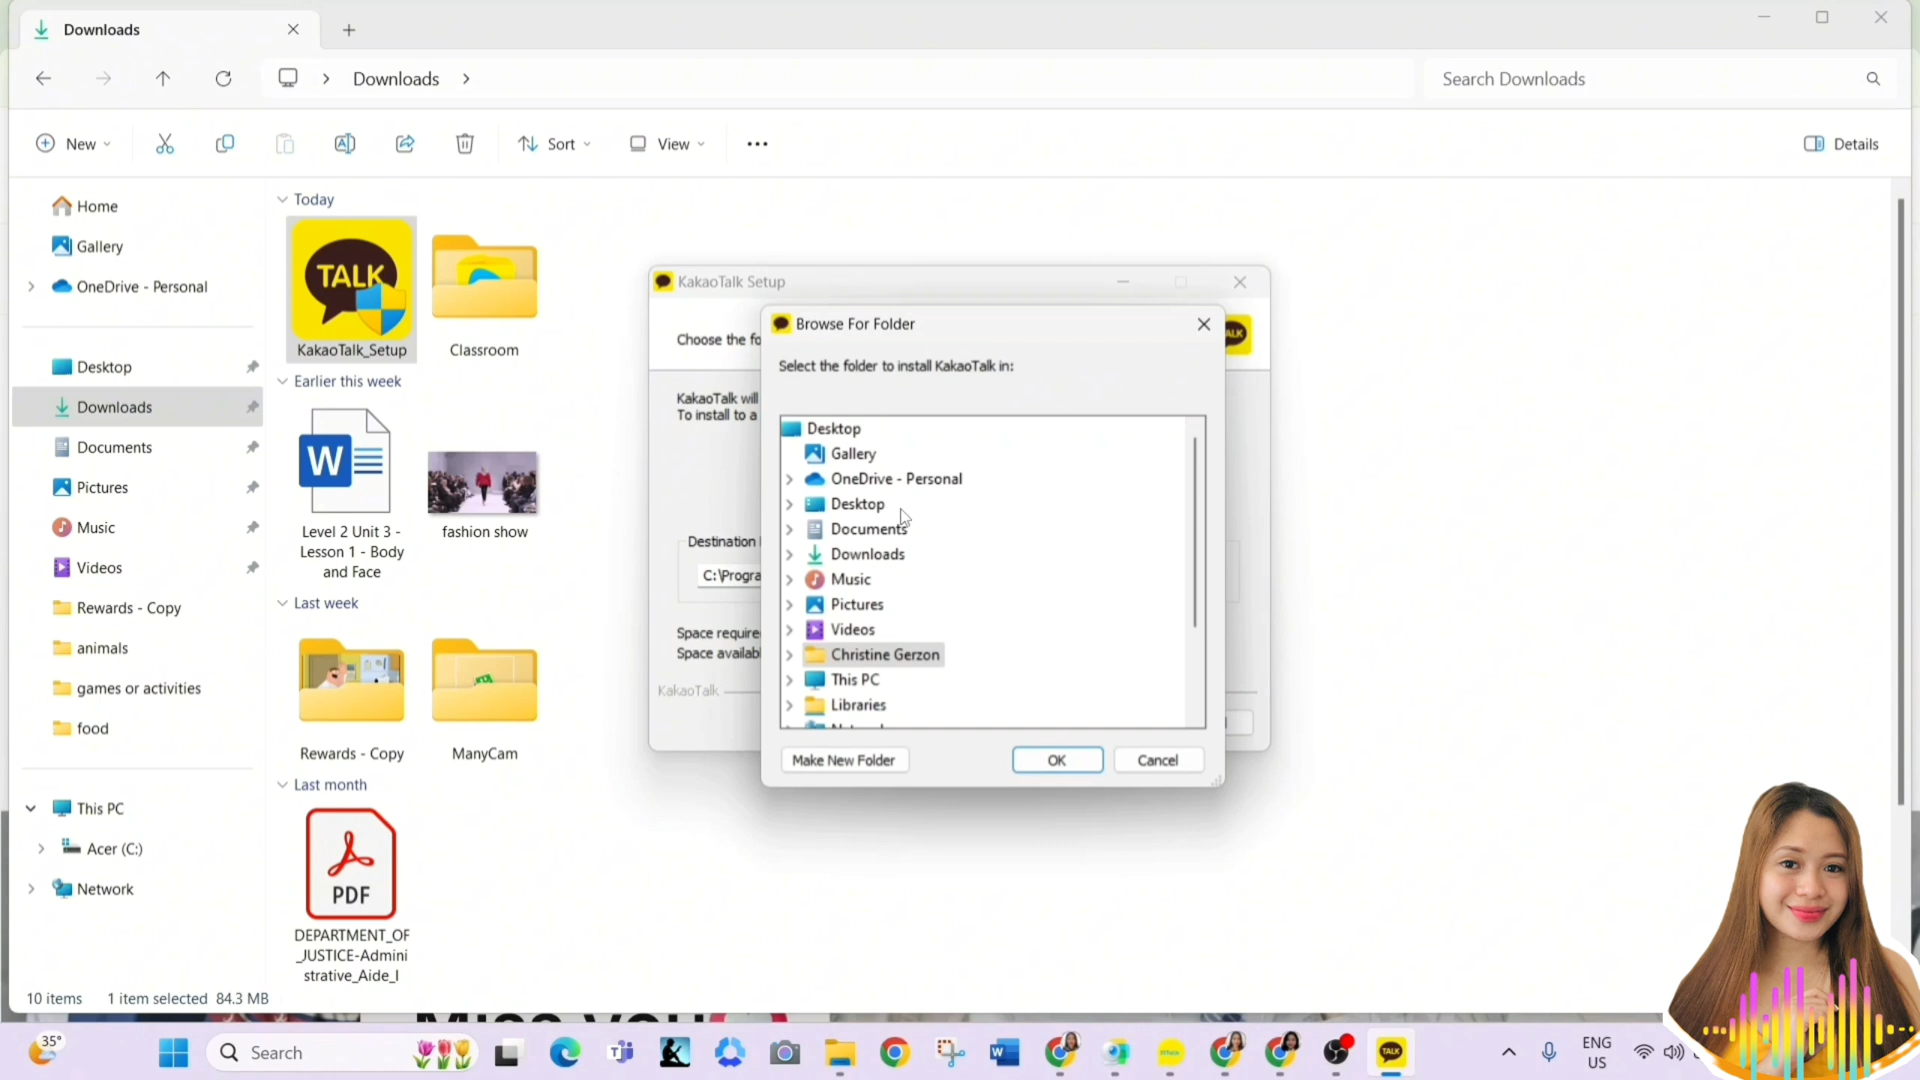 Downloads
Downloads
Search Downloads
New
Sort
View
Details
Home
Gallery
OneDrive - Personal
Desktop
Downloads
Documents
Pictures
Music
Videos
Rewards - Copy
animals
games or activities
food
This PC
Acer (C:)
Network
Today
TALK
KakaoTalk_Setup
Classroom
Earlier this week
W
Level 2 Unit 3 -
Lesson 1 - Body
and Face
fashion show
Last week
Rewards - Copy
ManyCam
Last month
PDF
DEPARTMENT_OF
_JUSTICE-Admini
strative_Aide_I
KakaoTalk Setup
Choose the fo
KakaoTalk will
To install to a
Destination
C:\Progra
Space require
Space availab
KakaoTalk
Browse For Folder
Select the folder to install KakaoTalk in:
Desktop
Gallery
OneDrive - Personal
Desktop
Documents
Downloads
Music
Pictures
Videos
Christine Gerzon
This PC
Libraries
Make New Folder
OK
Cancel
10 items
1 item selected 84.3 MB
35°
Search
TALK
ENG
US